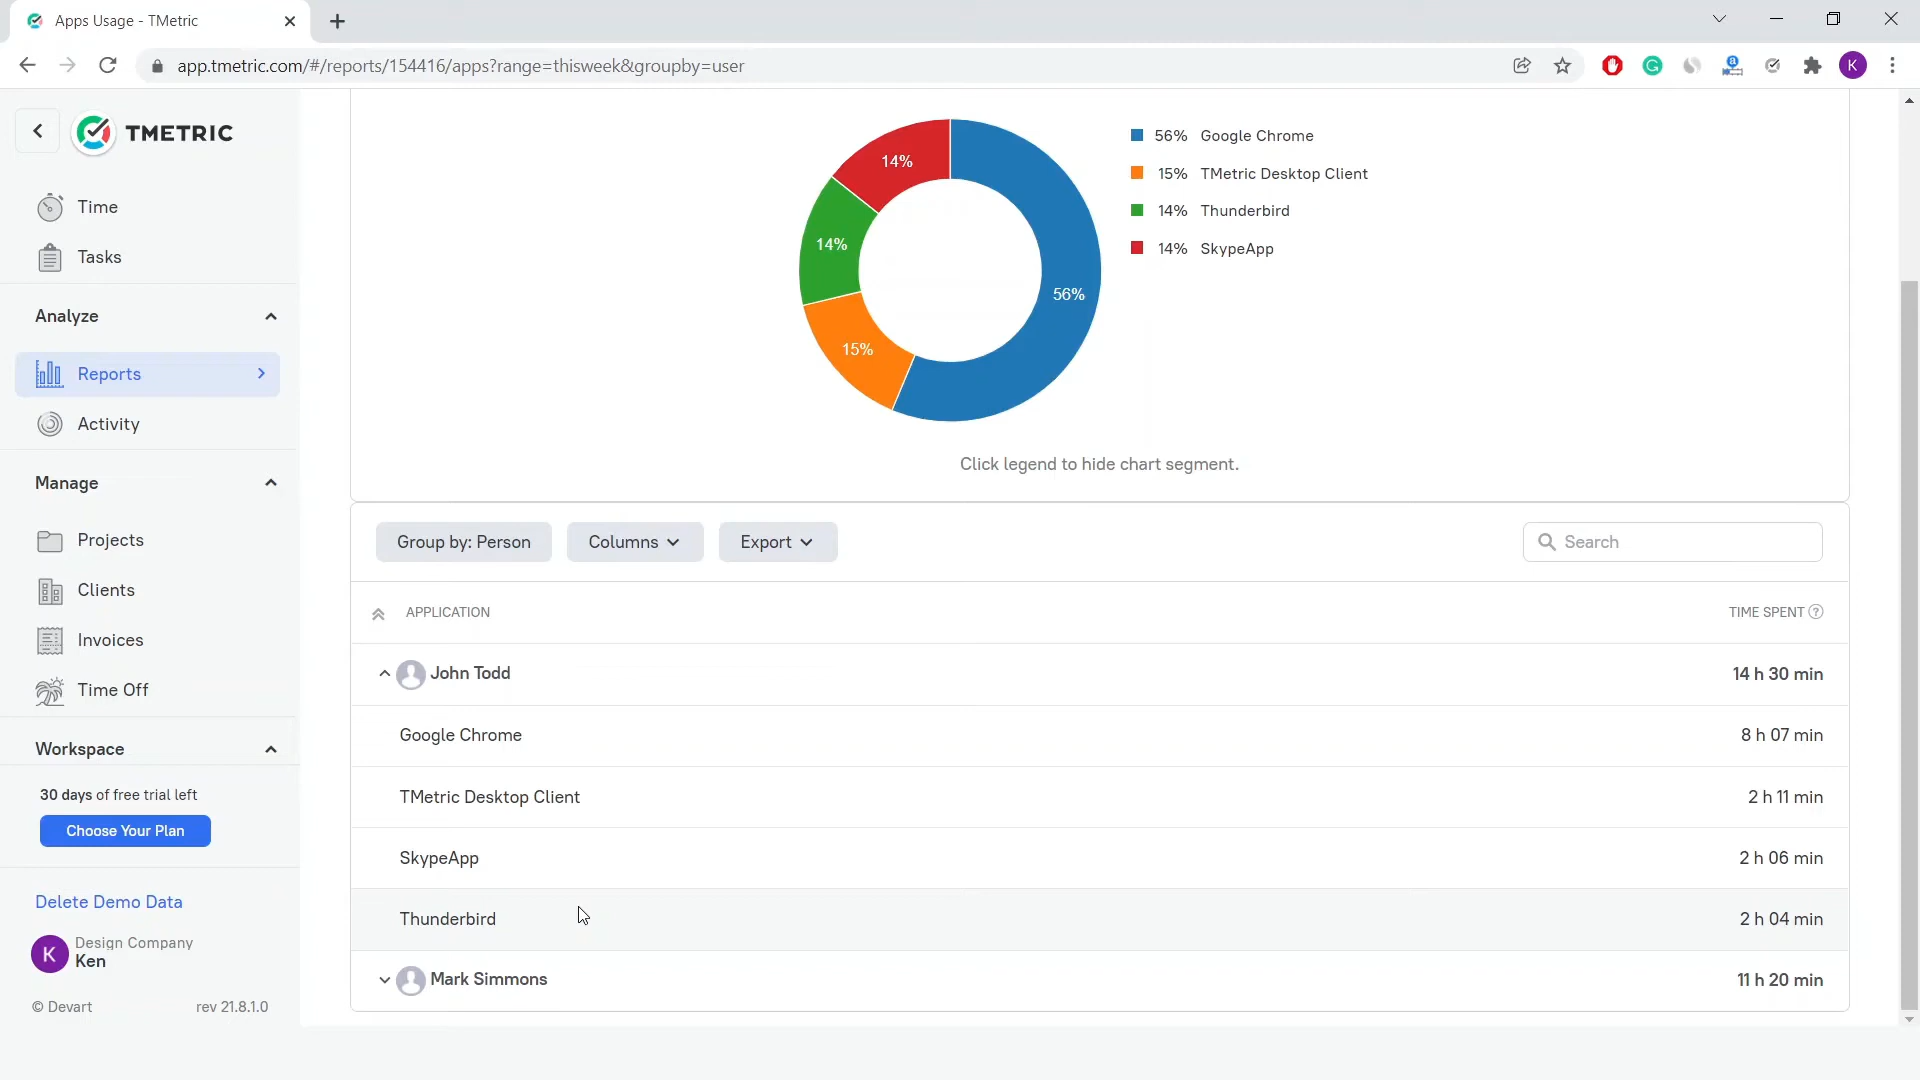 Apps Usage - TMetric
app.tmetric.com/#/reports/154416/apps?range=thisweek&groupby=user
K
TMETRIC
Time
Tasks
Analyze
Reports
Activity
Manage
Projects
Clients
Invoices
Time Off
Workspace
30 days of free trial left
Choose Your Plan
Delete Demo Data
K
Design Company
Ken
© Devart rev 21.8.1.0
14%
14%
15%
56%
56% Google Chrome
15% TMetric Desktop Client
14% Thunderbird
14% SkypeApp
Click legend to hide chart segment.
Group by: Person Columns Export Search
APPLICATION TIME SPENT ?
John Todd 14 h 30 min
Google Chrome 8 h 07 min
TMetric Desktop Client 2 h 11 min
SkypeApp 2 h 06 min
Thunderbird 2 h 04 min
Mark Simmons 11 h 20 min